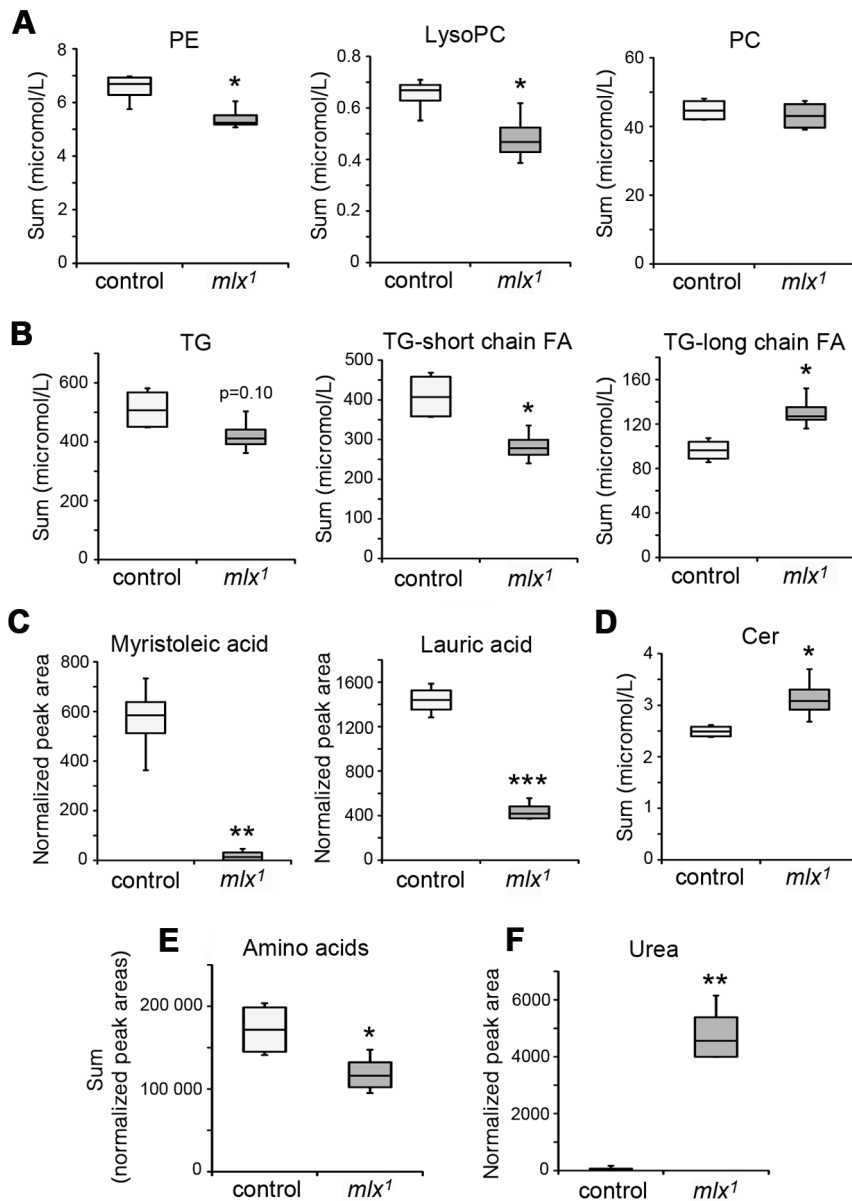 A
PE
Sum (micromol/L)
8
6
4
2
0
*
control mlx¹
LysoPC
Sum (micromol/L)
0.8
0.6
0.4
0.2
0
*
control mlx¹
PC
Sum (micromol/L)
60
40
20
0
control mlx¹
B
TG
Sum (micromol/L)
600
400
200
0
p=0.10
control mlx¹
TG-short chain FA
Sum (micromol/L)
500
400
300
200
100
0
*
control mlx¹
TG-long chain FA
Sum (micromol/L)
160
120
80
40
0
*
control mlx¹
C
Myristoleic acid
Normalized peak area
800
600
400
200
0
**
control mlx¹
Lauric acid
Normalized peak area
1600
1200
800
400
0
***
control mlx¹
D
Cer
Sum (micromol/L)
4
3
2
1
0
*
control mlx¹
E
Amino acids
Sum
(normalized peak areas)
200 000
100 000
0
*
control mlx¹
F
Urea
Normalized peak area
6000
4000
2000
0
**
control mlx¹